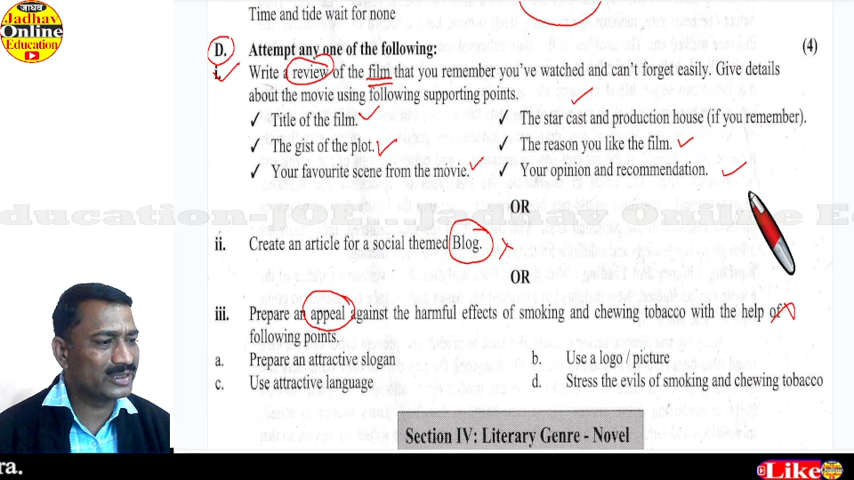 जाधव
Jadhav
Online
Education
Time and tide wait for none
D. Attempt any one of the following: (4)
i. Write a review of the film that you remember you've watched and can't forget easily. Give details
about the movie using following supporting points.
✓ Title of the film. ✓ The star cast and production house (if you remember).
✓ The gist of the plot. ✓ The reason you like the film.
✓ Your favourite scene from the movie. ✓ Your opinion and recommendation.
ducation-JOE...Jadhav Online E
OR
ii. Create an article for a social themed Blog.
OR
iii. Prepare an appeal against the harmful effects of smoking and chewing tobacco with the help of
following points.
a. Prepare an attractive slogan b. Use a logo / picture
c. Use attractive language d. Stress the evils of smoking and chewing tobacco
Section IV: Literary Genre - Novel
ra.
Like